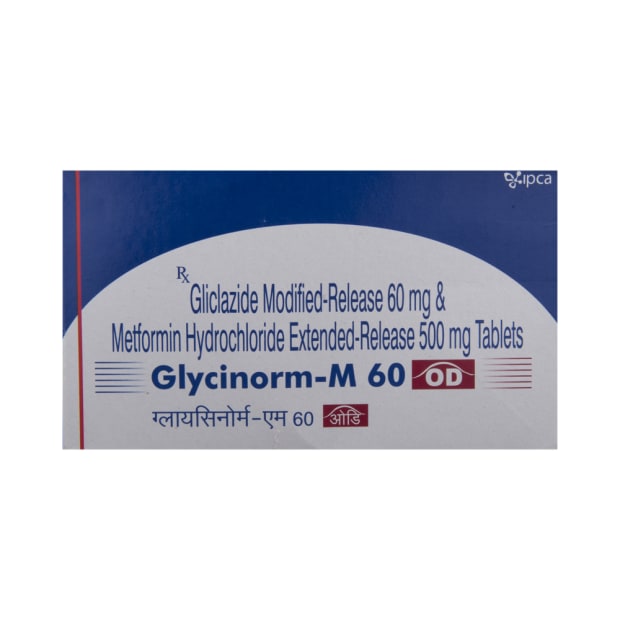 ipca
Rx
Gliclazide Modified-Release 60 mg &
Metformin Hydrochloride Extended-Release 500 mg Tablets
Glycinorm-M 60 OD
ग्लायसिनोर्म-एम 60 ओडि